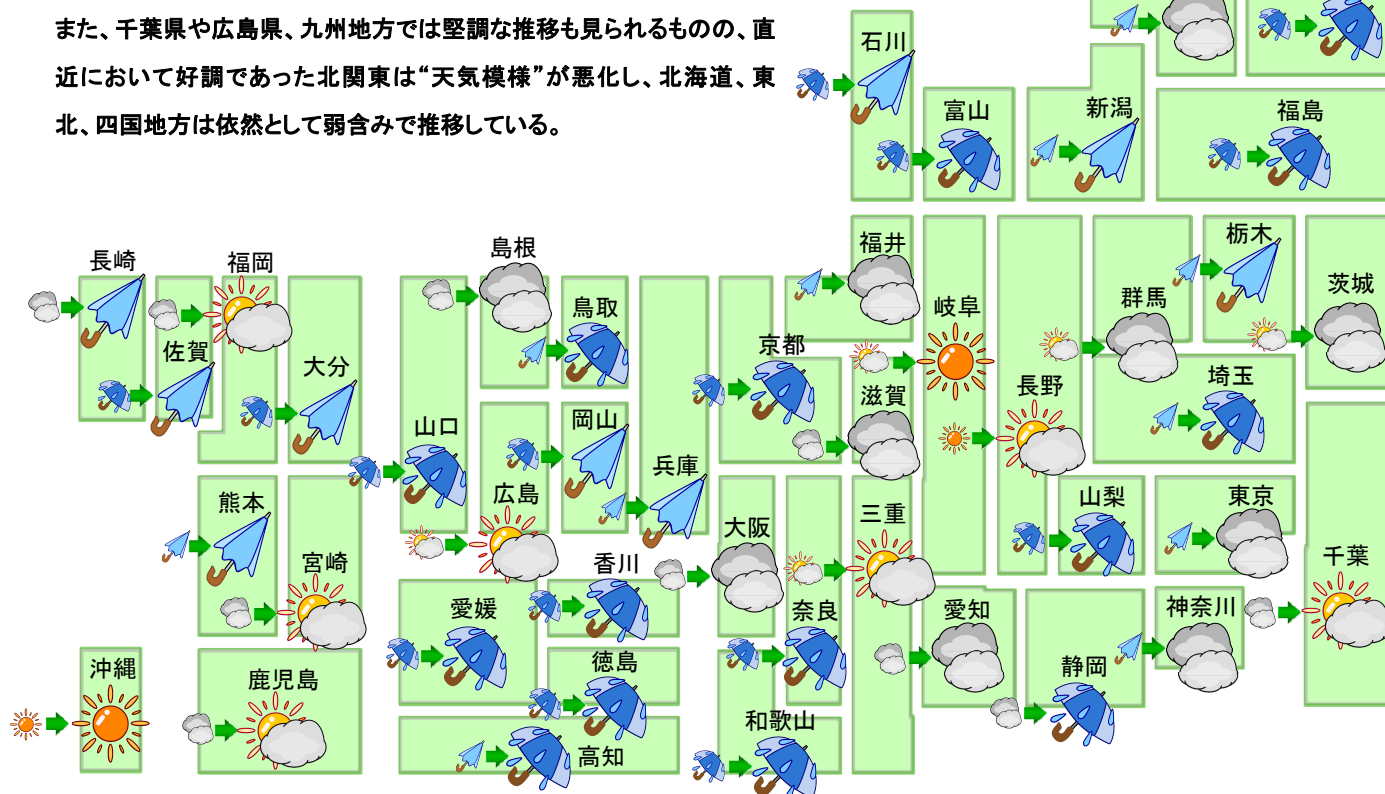 また、千葉県や広島県、九州地方では堅調な推移も見られるものの、直
近において好調であった北関東は“天気模様”が悪化し、北海道、東
北、四国地方は依然として弱含みで推移している。
石川
富山
新潟
福島
福井
栃木
島根
長崎
福岡
茨城
群馬
岐阜
鳥取
京都
佐賀
大分
埼玉
長野
滋賀
岡山
山口
兵庫
広島
山梨
東京
熊本
三重
大阪
千葉
宮崎
香川
愛媛
奈良
愛知
神奈川
徳島
静岡
沖縄
鹿児島
和歌山
高知